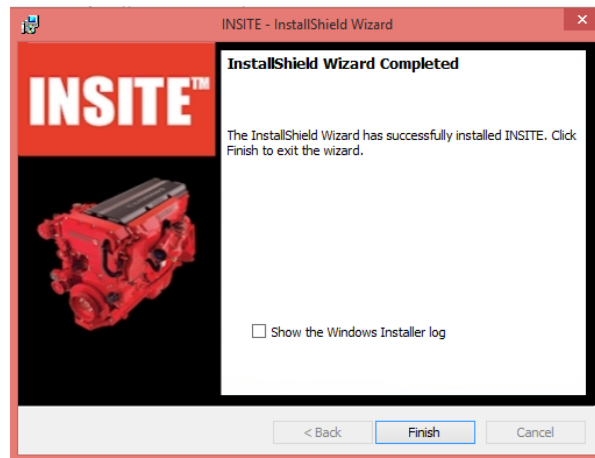 INSITE - InstallShield Wizard
INSITE™
InstallShield Wizard Completed
The InstallShield Wizard has successfully installed INSITE. Click
Finish to exit the wizard.
Show the Windows Installer log
< Back
Finish
Cancel